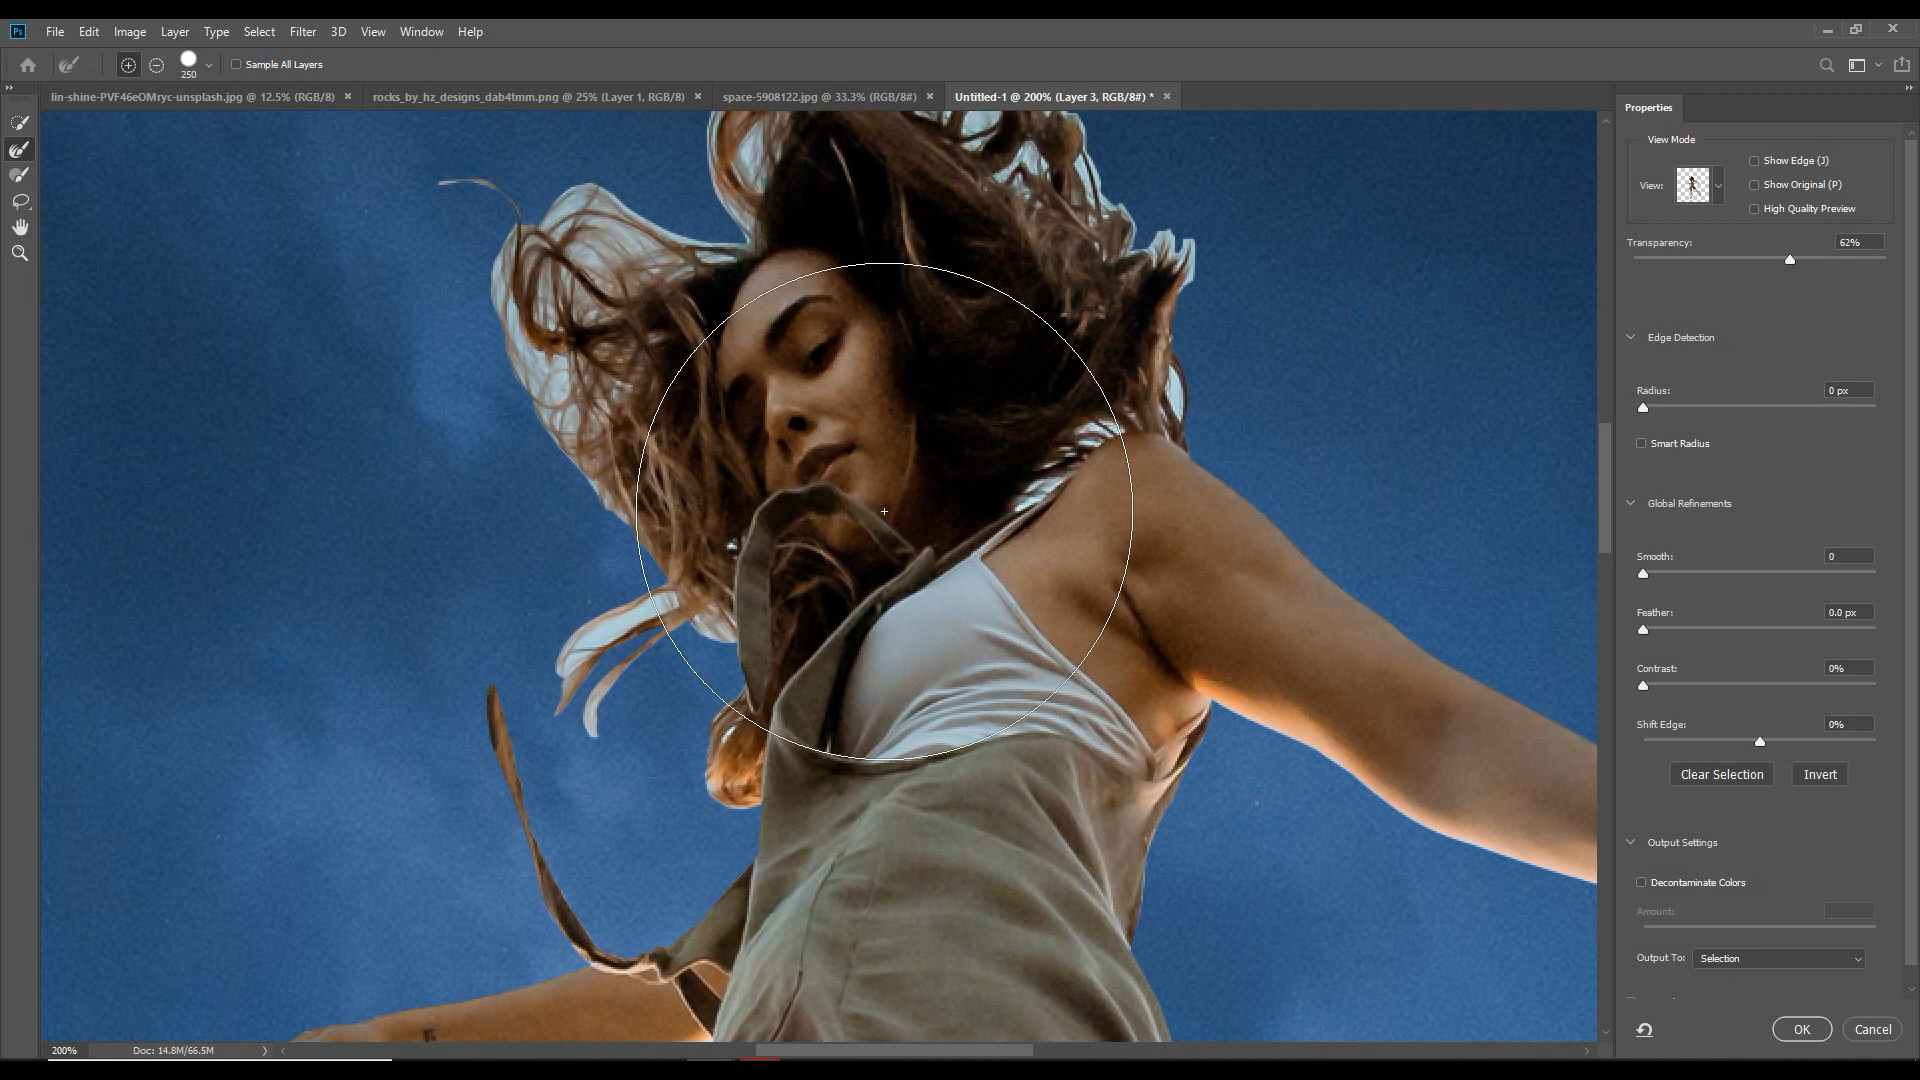 Ps File Edit Image Layer Type Select Filter 3D View Window Help
250 Sample All Layers
lin-shine-PVF46eOMryc-unsplash.jpg @ 12.5% (RGB/8) rocks_by_hz_designs_dab4tmm.png @ 25% (Layer 1, RGB/8) space-5908122.jpg @ 33.3% (RGB/8#) Untitled-1 @ 200% (Layer 3, RGB/8#) *
Properties
View Mode
Show Edge (J)
View:
Show Original (P)
High Quality Preview
Transparency: 62%
Edge Detection
Radius: 0 px
Smart Radius
Global Refinements
Smooth: 0
Feather: 0.0 px
Contrast: 0%
Shift Edge: 0%
Clear Selection Invert
Output Settings
Decontaminate Colors
Amount:
Output To: Selection
OK Cancel
200% Doc: 14.8M/66.5M